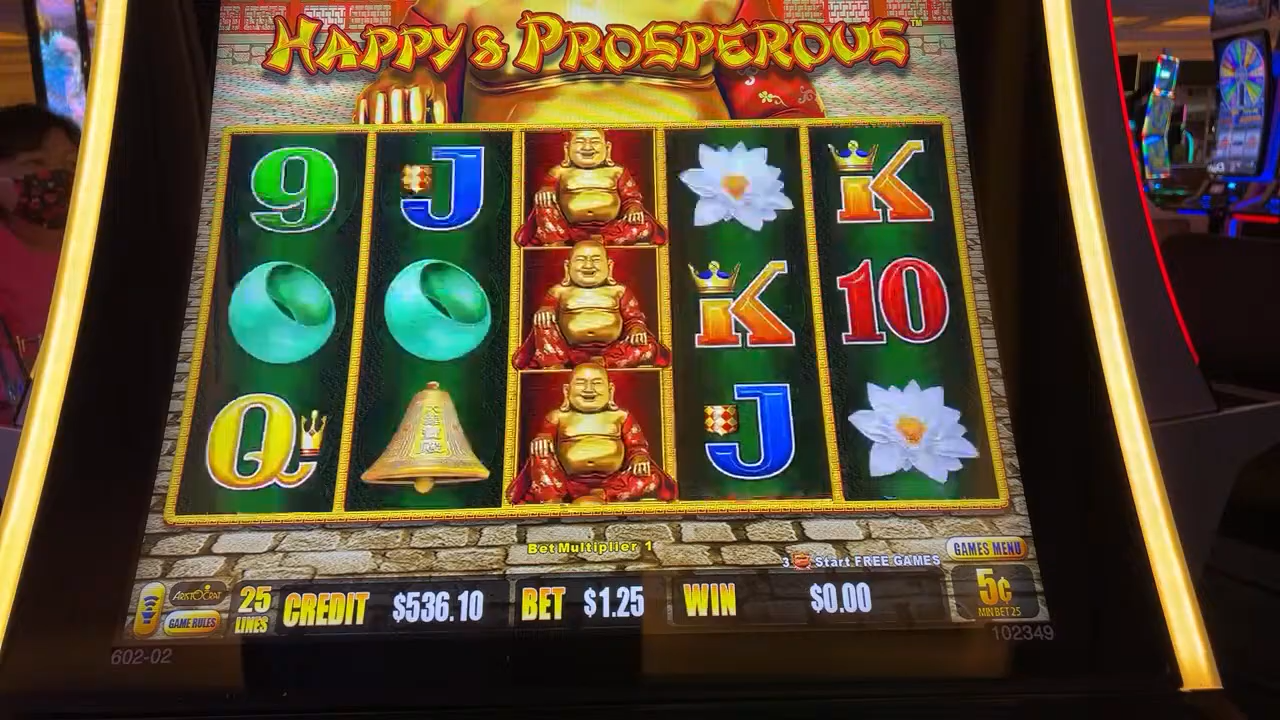 HAPPY & PROSPEROUS™
9 J K
K 10
Q J
Bet Multiplier 1
3 Start FREE GAMES
GAMES MENU
ARISTOCRAT
GAME RULES
25 LINES
CREDIT $536.10
BET $1.25
WIN $0.00
5¢
MIN BET 25
602-02
102349